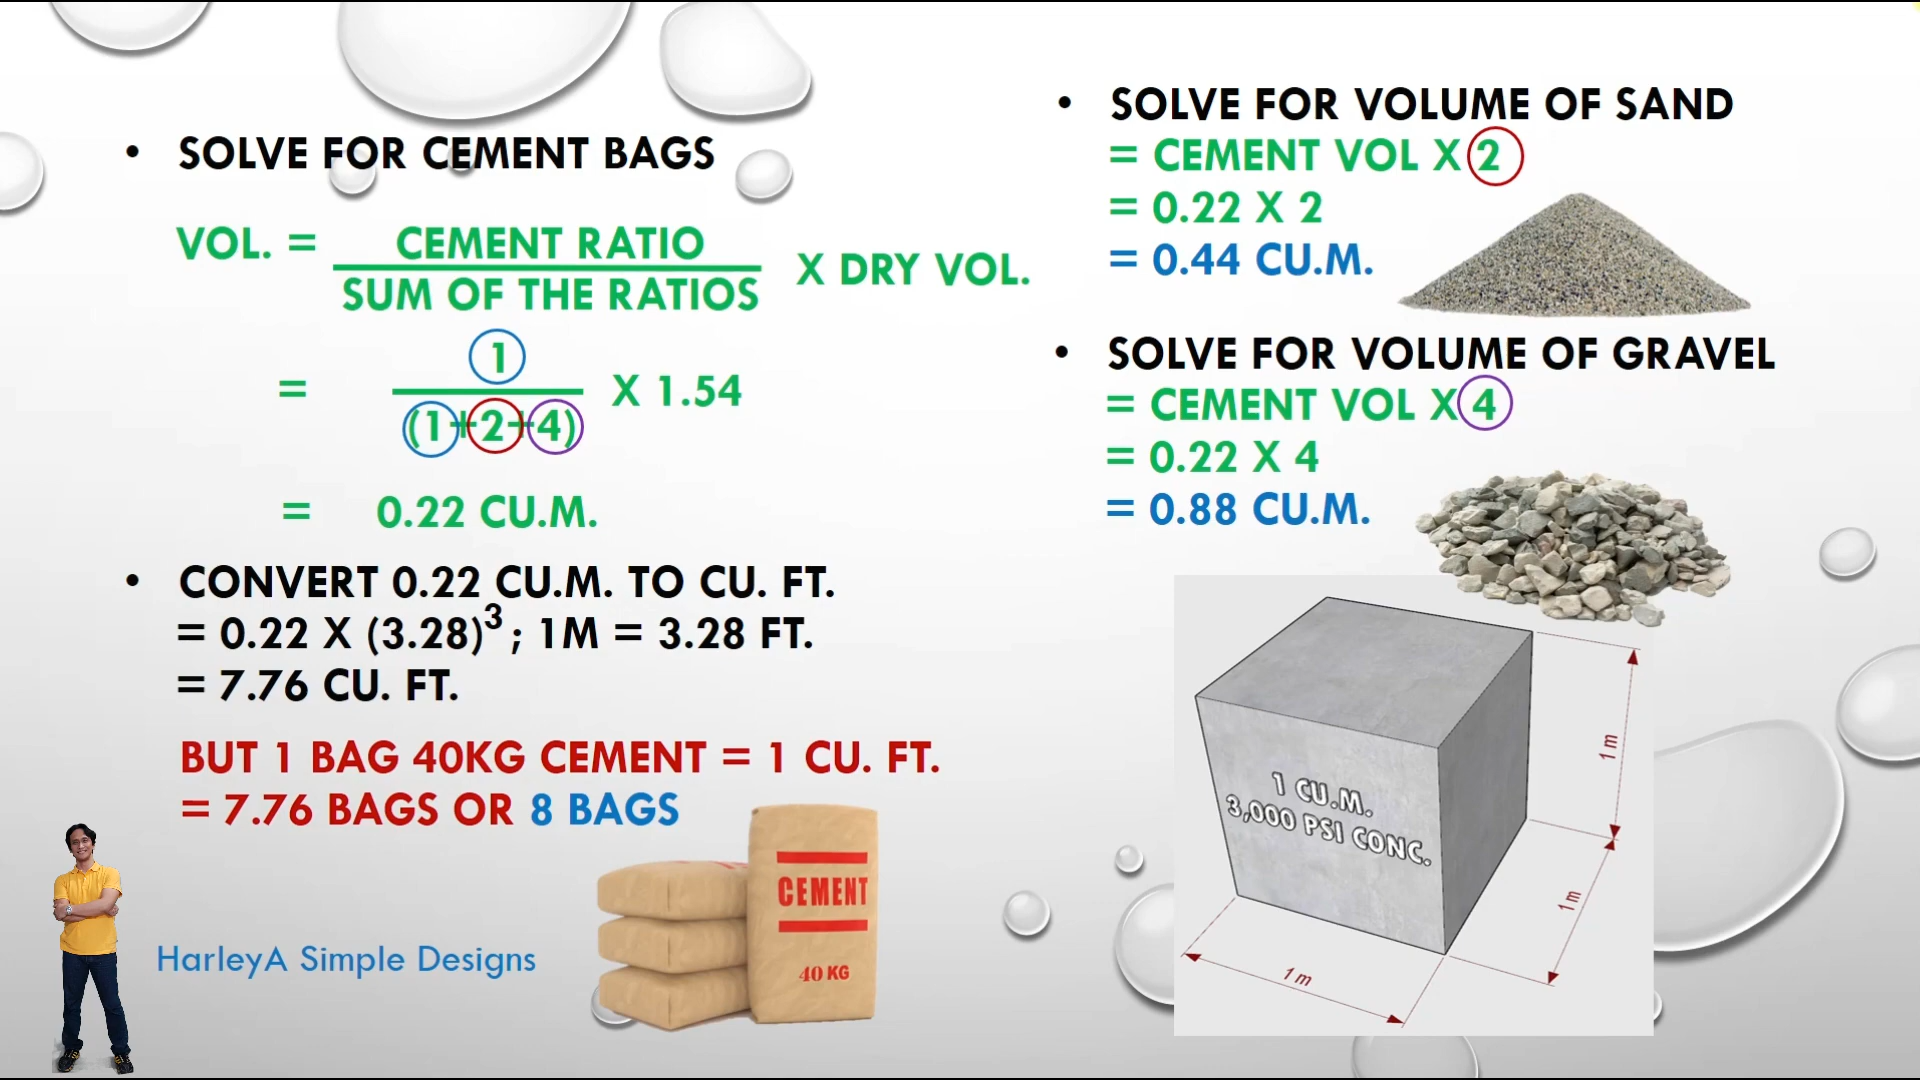 • SOLVE FOR CEMENT BAGS
VOL. = CEMENT RATIO
SUM OF THE RATIOS
X DRY VOL.
= 1
(1+2+4)
X 1.54
= 0.22 CU.M.
• CONVERT 0.22 CU.M. TO CU. FT.
= 0.22 X (3.28)³ ; 1M = 3.28 FT.
= 7.76 CU. FT.
BUT 1 BAG 40KG CEMENT = 1 CU. FT.
= 7.76 BAGS OR 8 BAGS
HarleyA Simple Designs
CEMENT
40 KG
• SOLVE FOR VOLUME OF SAND
= CEMENT VOL X 2
= 0.22 X 2
= 0.44 CU.M.
• SOLVE FOR VOLUME OF GRAVEL
= CEMENT VOL X 4
= 0.22 X 4
= 0.88 CU.M.
1 CU.M.
3,000 PSI CONC.
1 m
1 m
1 m